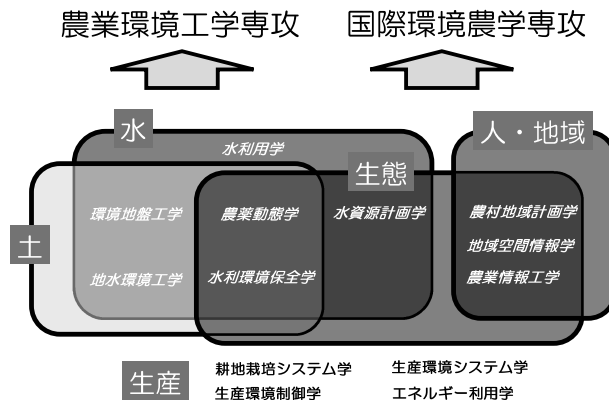 農業環境工学専攻
国際環境農学専攻
水
人・地域
水利用学
生態
環境地盤工学
農薬動態学
水資源計画学
農村地域計画学
土
地域空間情報学
地水環境工学
水利環境保全学
農業情報工学
生産
耕地栽培システム学
生産環境システム学
生産環境制御学
エネルギー利用学